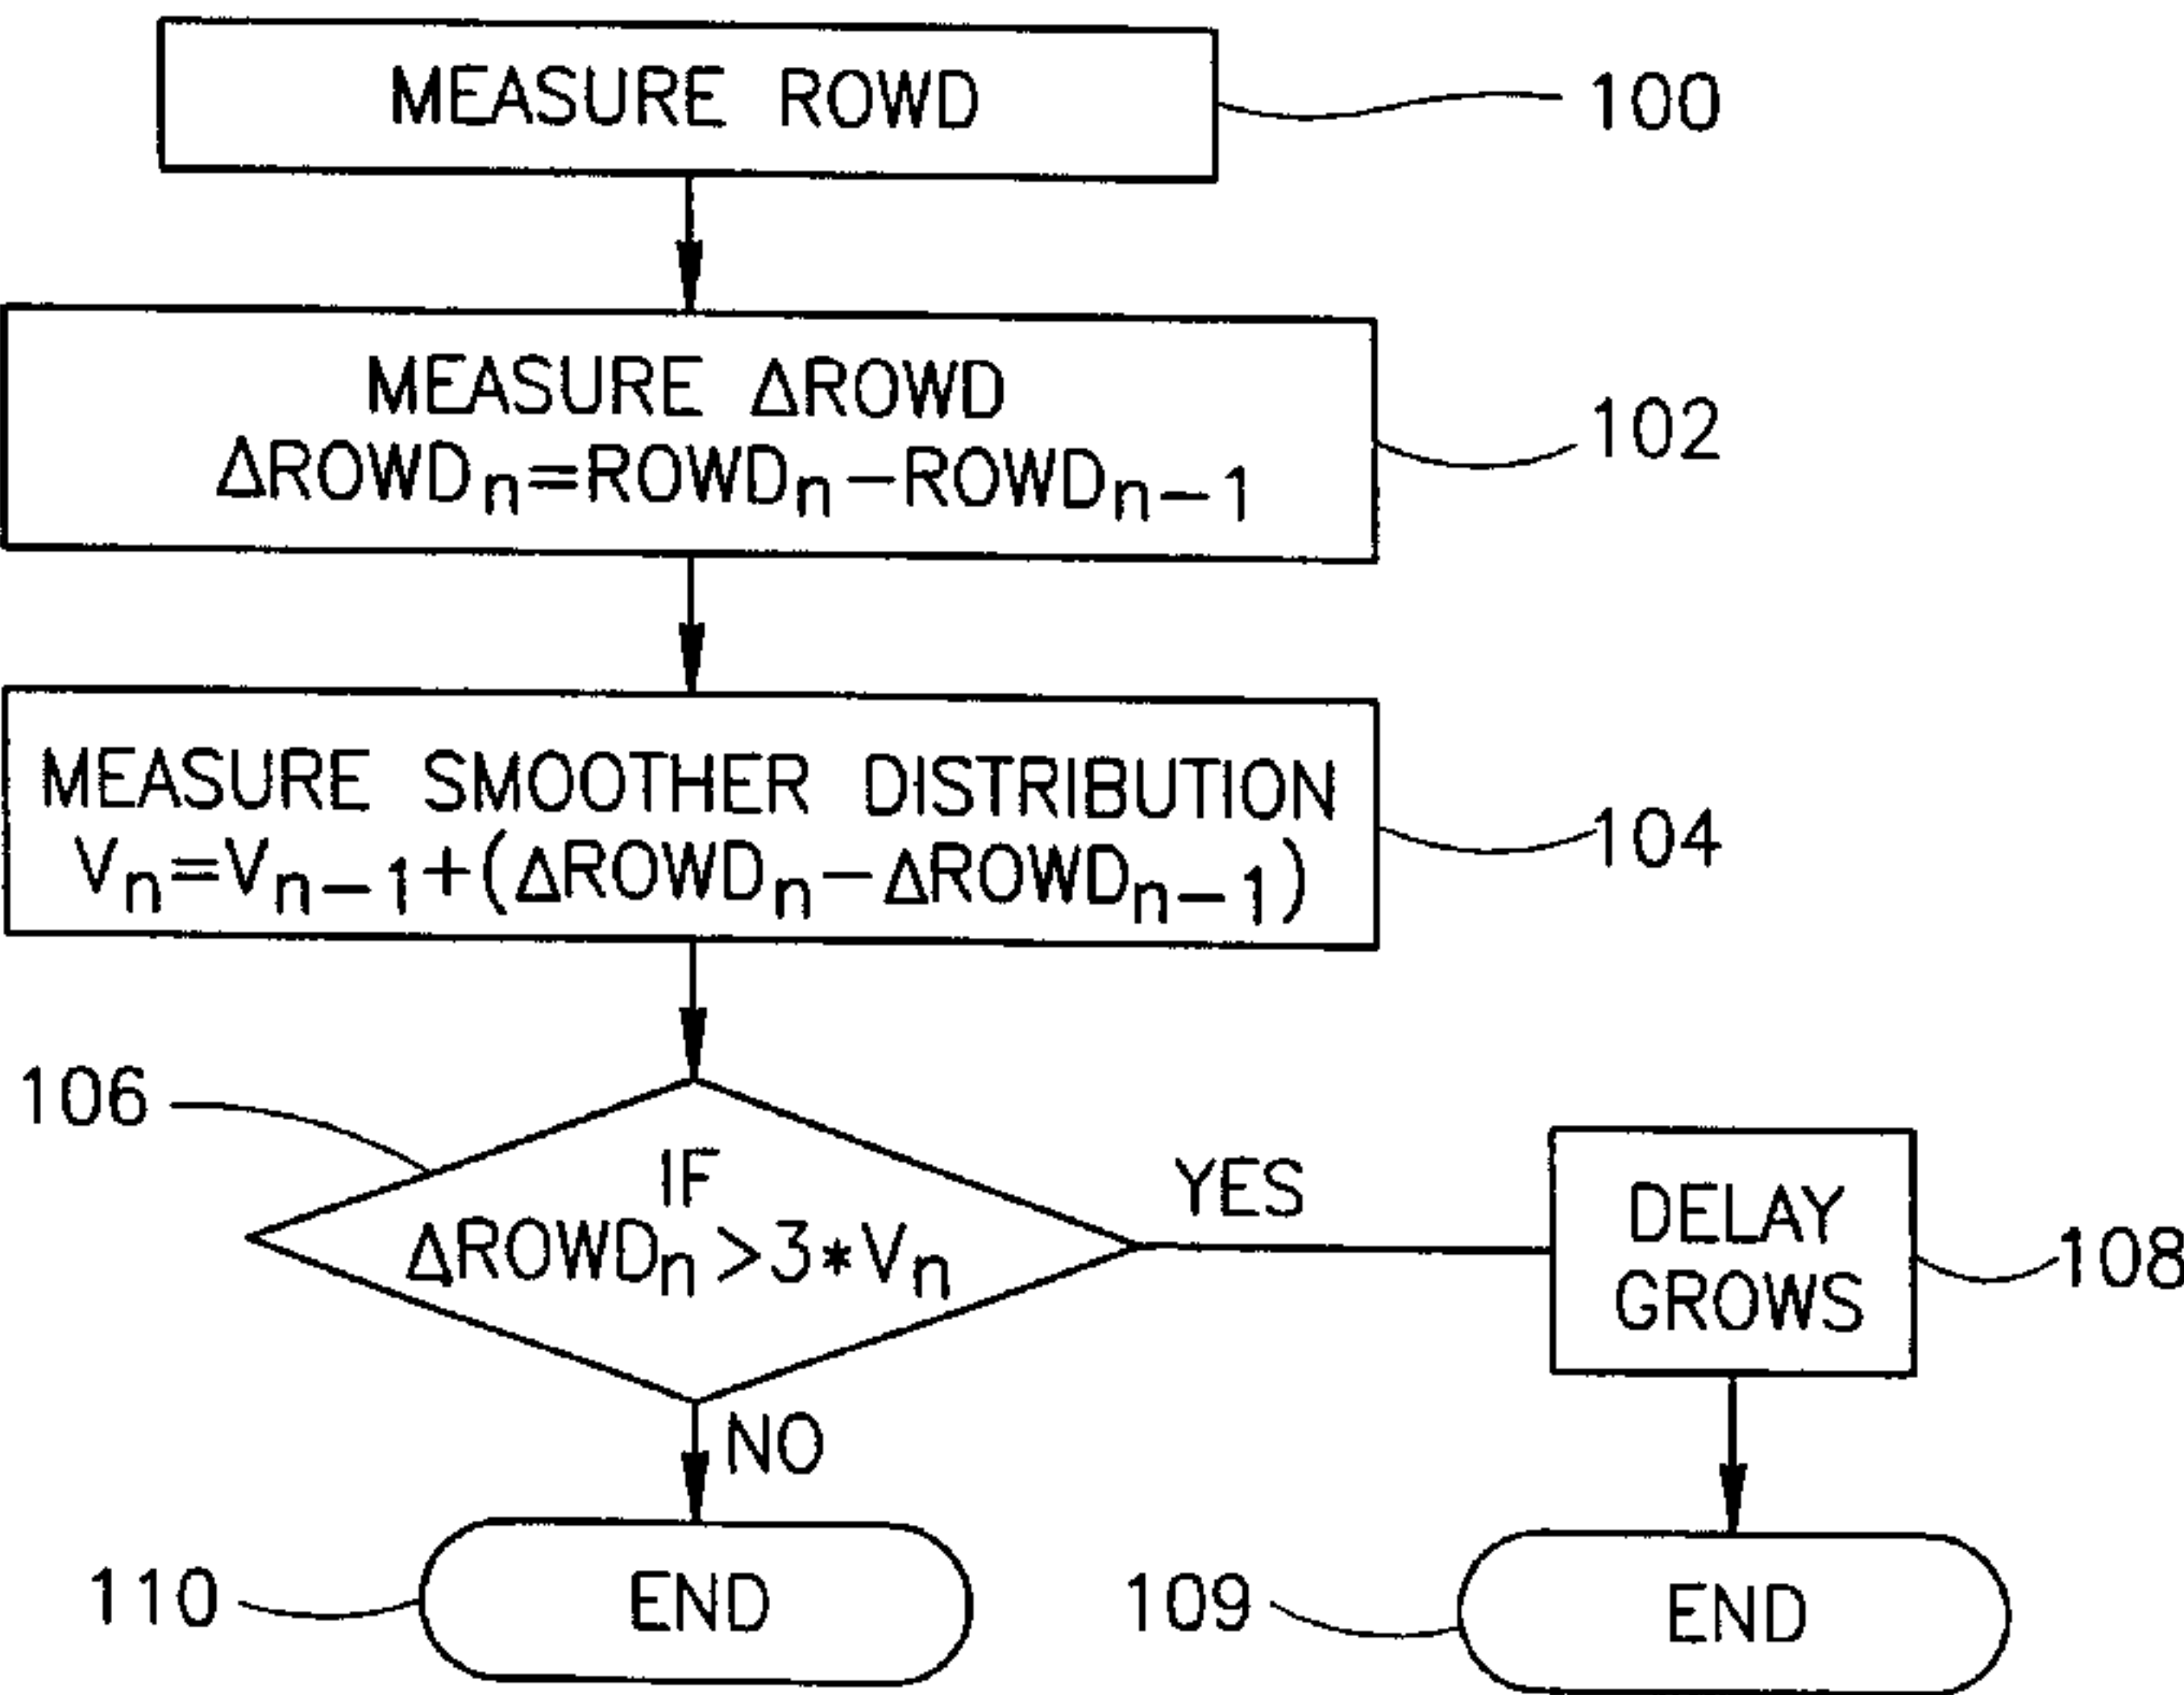 MEASURE ROWD
100
MEASURE ΔROWD
ΔROWDn=ROWDn-ROWDn-1
102
MEASURE SMOOTHER DISTRIBUTION
Vn=Vn-1+(ΔROWDn-ΔROWDn-1)
104
106
IF
ΔROWDn>3*Vn
YES
DELAY
GROWS
108
NO
110
END
109
END